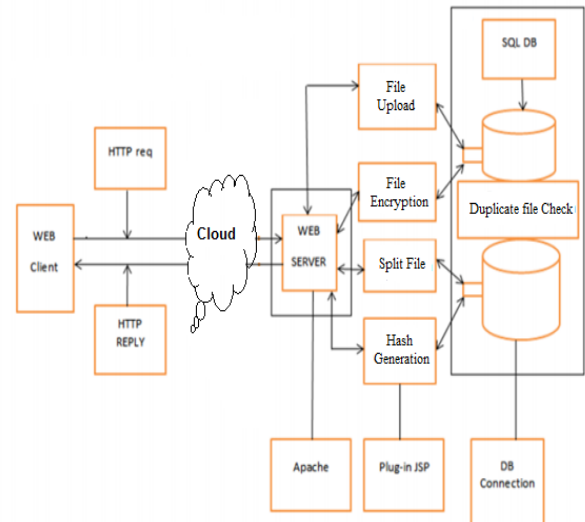 SQL DB
File
Upload
HTTP req
File
Encryption
Duplicate file Check
WEB
Client
Cloud
WEB
SERVER
Split File
HTTP
REPLY
Hash
Generation
Apache
Plug-in JSP
DB
Connection